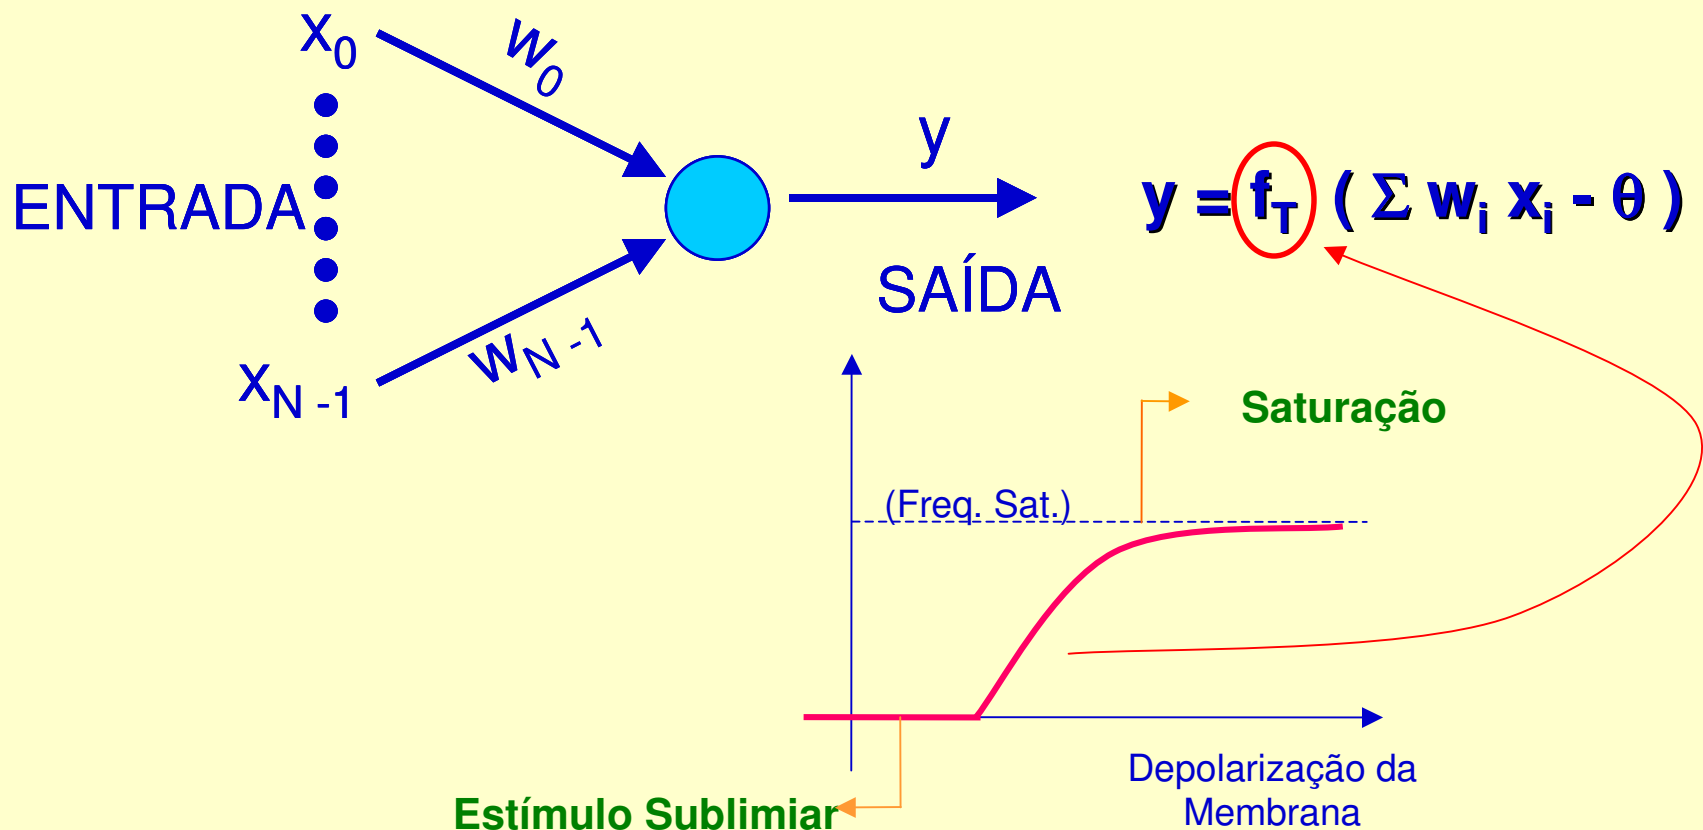 x0
w0
y
y = fT ( Σ wi xi - θ )
ENTRADA
SAÍDA
wN -1
xN -1
Saturação
(Freq. Sat.)
Depolarização da
Membrana
Estímulo Sublimiar